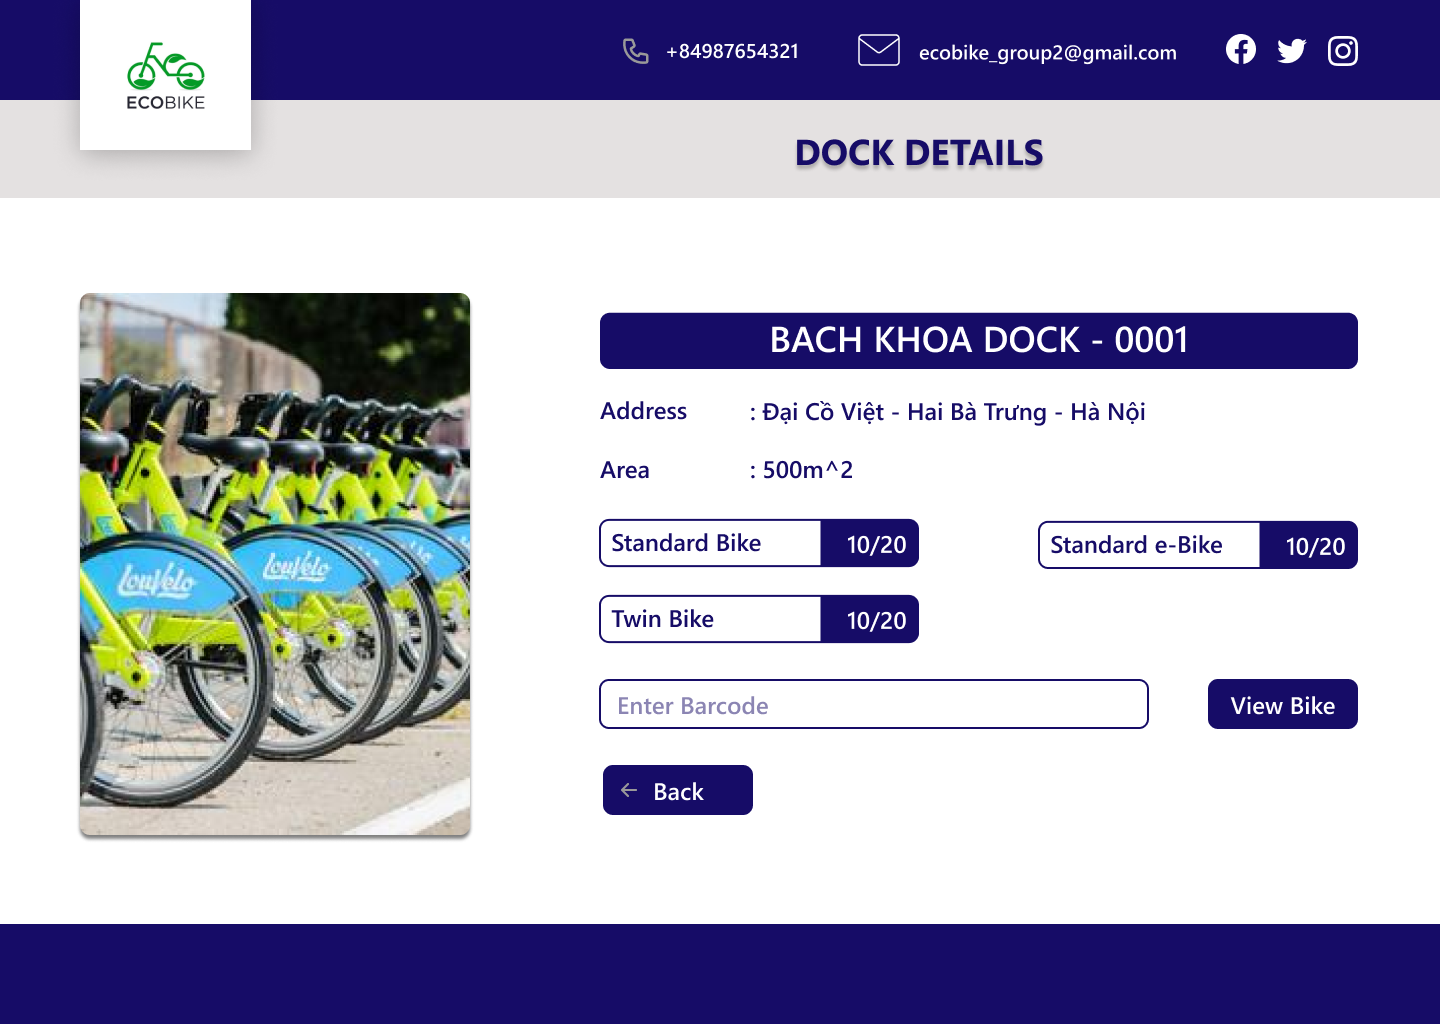 +84987654321
ecobike_group2@gmail.com
ECOBIKE
DOCK DETAILS
BACH KHOA DOCK - 0001
Address : Đại Cồ Việt - Hai Bà Trưng - Hà Nội
Area : 500m^2
Standard Bike 10/20
Standard e-Bike 10/20
Twin Bike 10/20
LouVelo
LouVelo
Enter Barcode
View Bike
Back